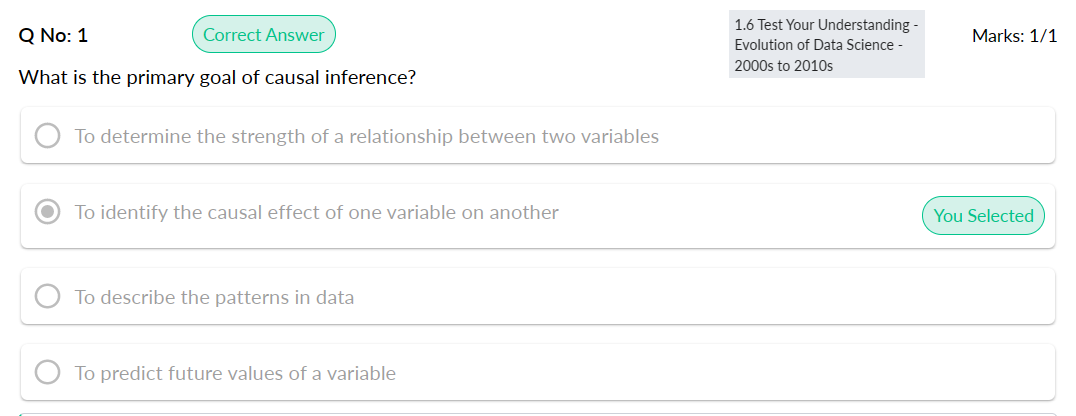 Q No: 1
Correct Answer
1.6 Test Your Understanding -
Evolution of Data Science -
2000s to 2010s
Marks: 1/1
What is the primary goal of causal inference?
To determine the strength of a relationship between two variables
To identify the causal effect of one variable on another
You Selected
To describe the patterns in data
To predict future values of a variable